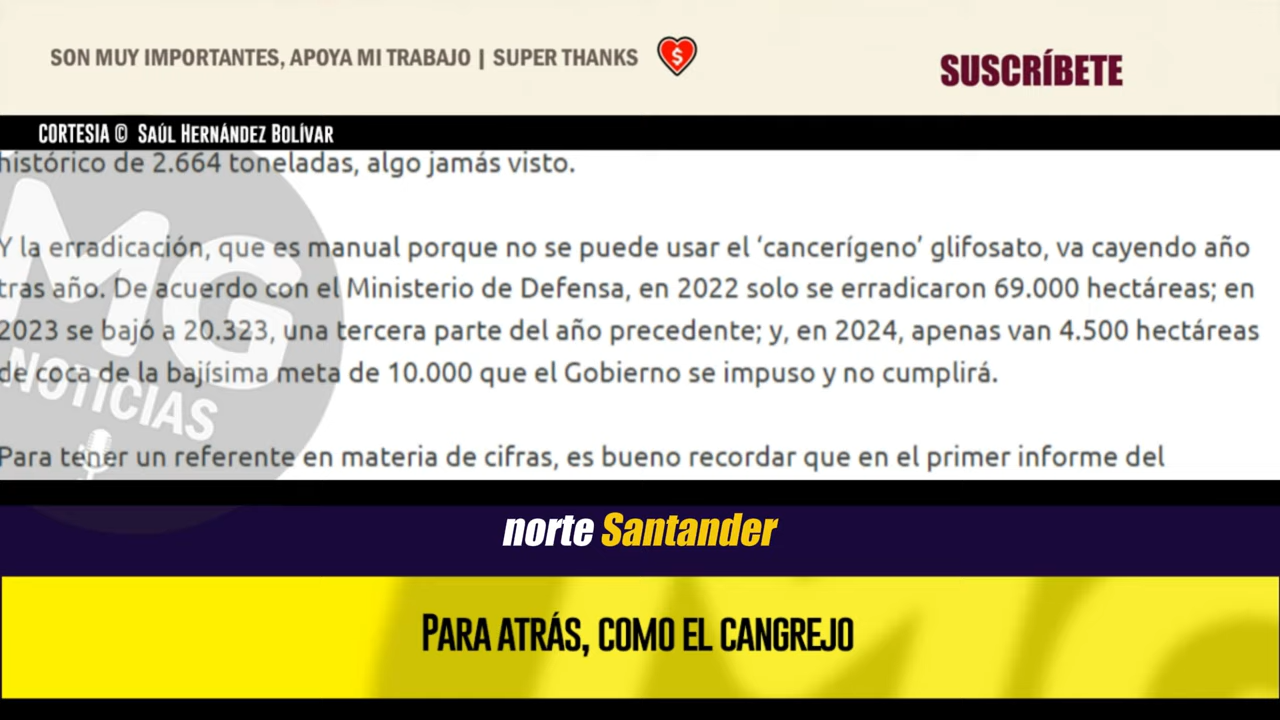 SON MUY IMPORTANTES, APOYA MI TRABAJO | SUPER THANKS $
SUSCRÍBETE
CORTESIA © SAÚL HERNÁNDEZ BOLÍVAR
histórico de 2.664 toneladas, algo jamás visto.
Y la erradicación, que es manual porque no se puede usar el ‘cancerígeno’ glifosato, va cayendo año
tras año. De acuerdo con el Ministerio de Defensa, en 2022 solo se erradicaron 69.000 hectáreas; en
2023 se bajó a 20.323, una tercera parte del año precedente; y, en 2024, apenas van 4.500 hectáreas
de coca de la bajísima meta de 10.000 que el Gobierno se impuso y no cumplirá.
Para tener un referente en materia de cifras, es bueno recordar que en el primer informe del
MG
NOTICIAS
norte Santander
PARA ATRÁS, COMO EL CANGREJO